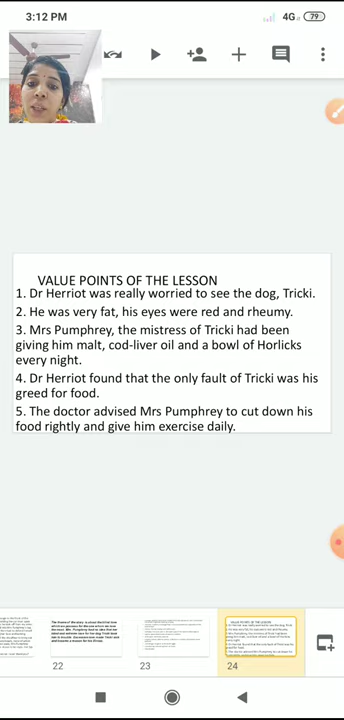 3:12 PM
4G
79
VALUE POINTS OF THE LESSON
1. Dr Herriot was really worried to see the dog, Tricki.
2. He was very fat, his eyes were red and rheumy.
3. Mrs Pumphrey, the mistress of Tricki had been
giving him malt, cod-liver oil and a bowl of Horlicks
every night.
4. Dr Herriot found that the only fault of Tricki was his
greed for food.
5. The doctor advised Mrs Pumphrey to cut down his
food rightly and give him exercise daily.
22
23
24